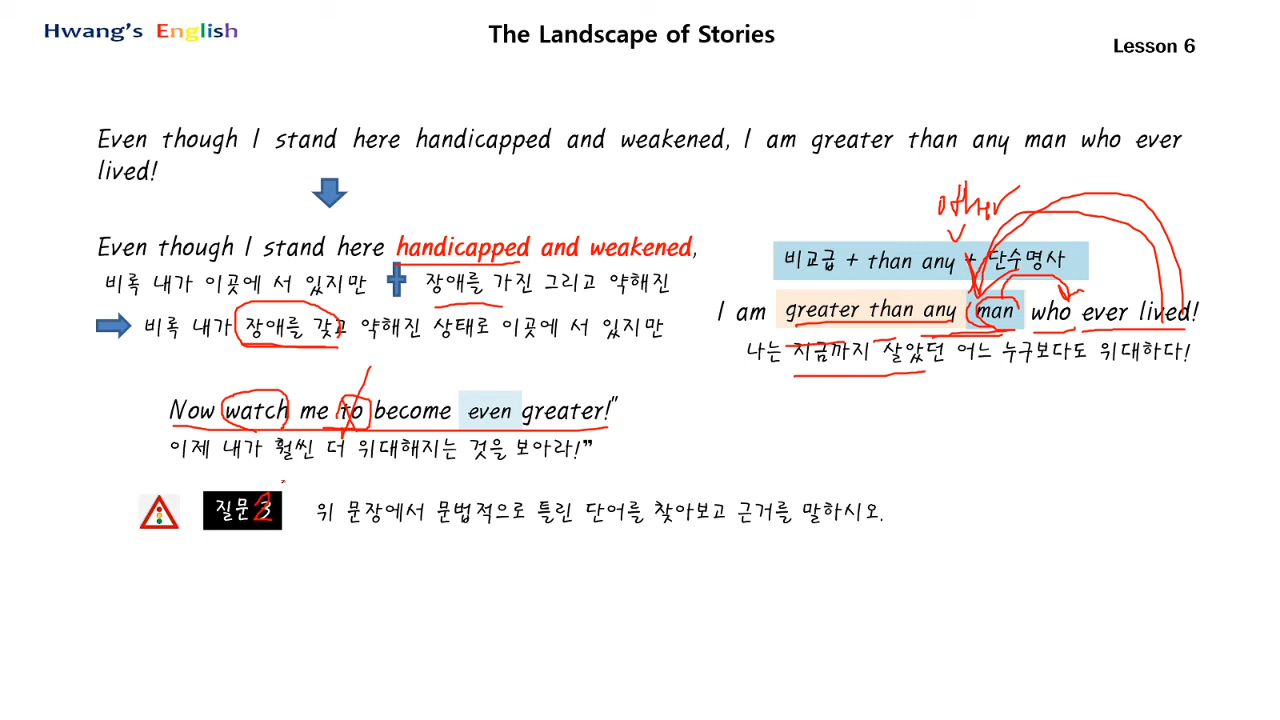 Hwang's English
The Landscape of Stories
Lesson 6
Even though I stand here handicapped and weakened, I am greater than any man who ever
lived!
Even though I stand here handicapped and weakened,
비록 내가 이곳에 서 있지만 장애를 가진 그리고 약해진
비록 내가 장애를 갖고 약해진 상태로 이곳에 서 있지만
other
비교급 + than any + 단수명사
I am greater than any man who ever lived!
나는 지금까지 살았던 어느 누구보다도 위대하다!
Now watch me to become even greater!"
이제 내가 훨씬 더 위대해지는 것을 보아라!"
질문 3 2
위 문장에서 문법적으로 틀린 단어를 찾아보고 근거를 말하시오.